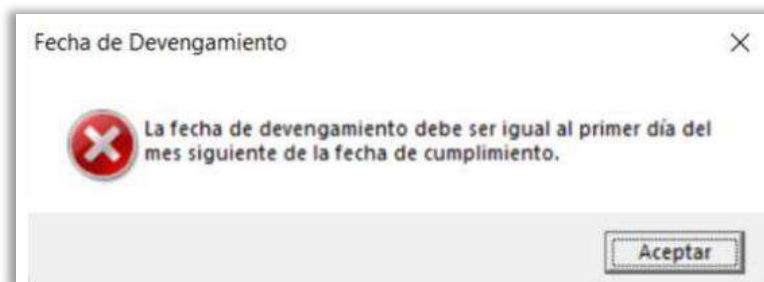 Fecha de Devengamiento
La fecha de devengamiento debe ser igual al primer día del
mes siguiente de la fecha de cumplimiento.
Aceptar